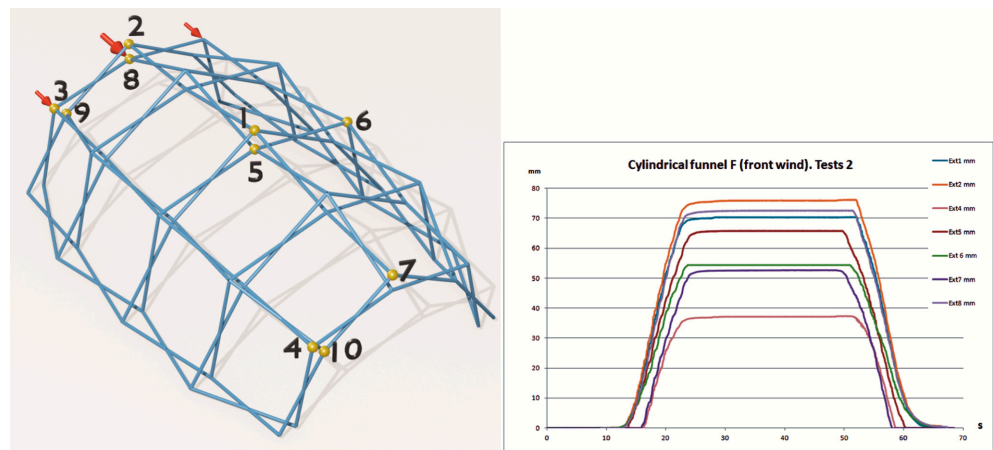 2
8
3
9
1
5
6
7
4
10
Cylindrical funnel F (front wind). Tests 2
mm
80
70
60
50
40
30
20
10
0
0 10 20 30 40 50 60 70
s
Ext1 mm
Ext2 mm
Ext4 mm
Ext5 mm
Ext 6 mm
Ext7 mm
Ext8 mm